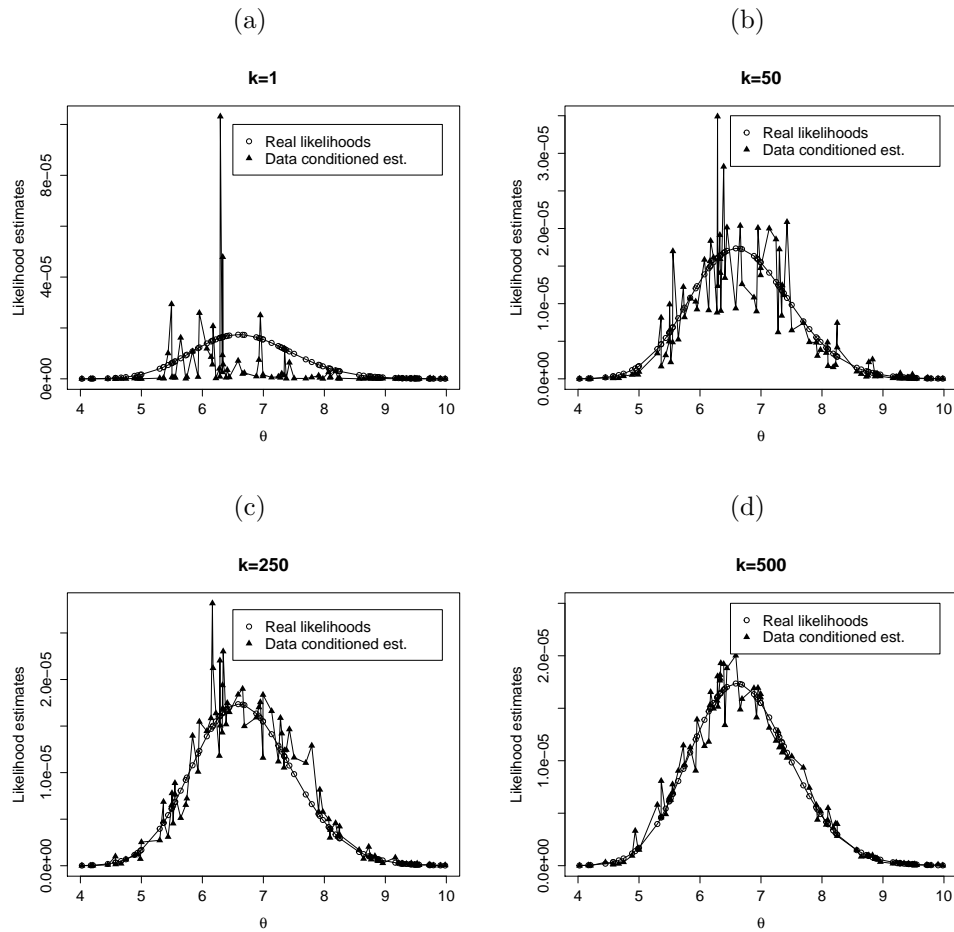 (a)
k=1
Likelihood estimates
0e+00 4e−05 8e−05
Real likelihoods
Data conditioned est.
4 5 6 7 8 9 10
θ
(b)
k=50
Likelihood estimates
0.0e+00 1.0e−05 2.0e−05 3.0e−05
Real likelihoods
Data conditioned est.
4 5 6 7 8 9 10
θ
(c)
k=250
Likelihood estimates
0.0e+00 1.0e−05 2.0e−05
Real likelihoods
Data conditioned est.
4 5 6 7 8 9 10
θ
(d)
k=500
Likelihood estimates
0.0e+00 1.0e−05 2.0e−05
Real likelihoods
Data conditioned est.
4 5 6 7 8 9 10
θ